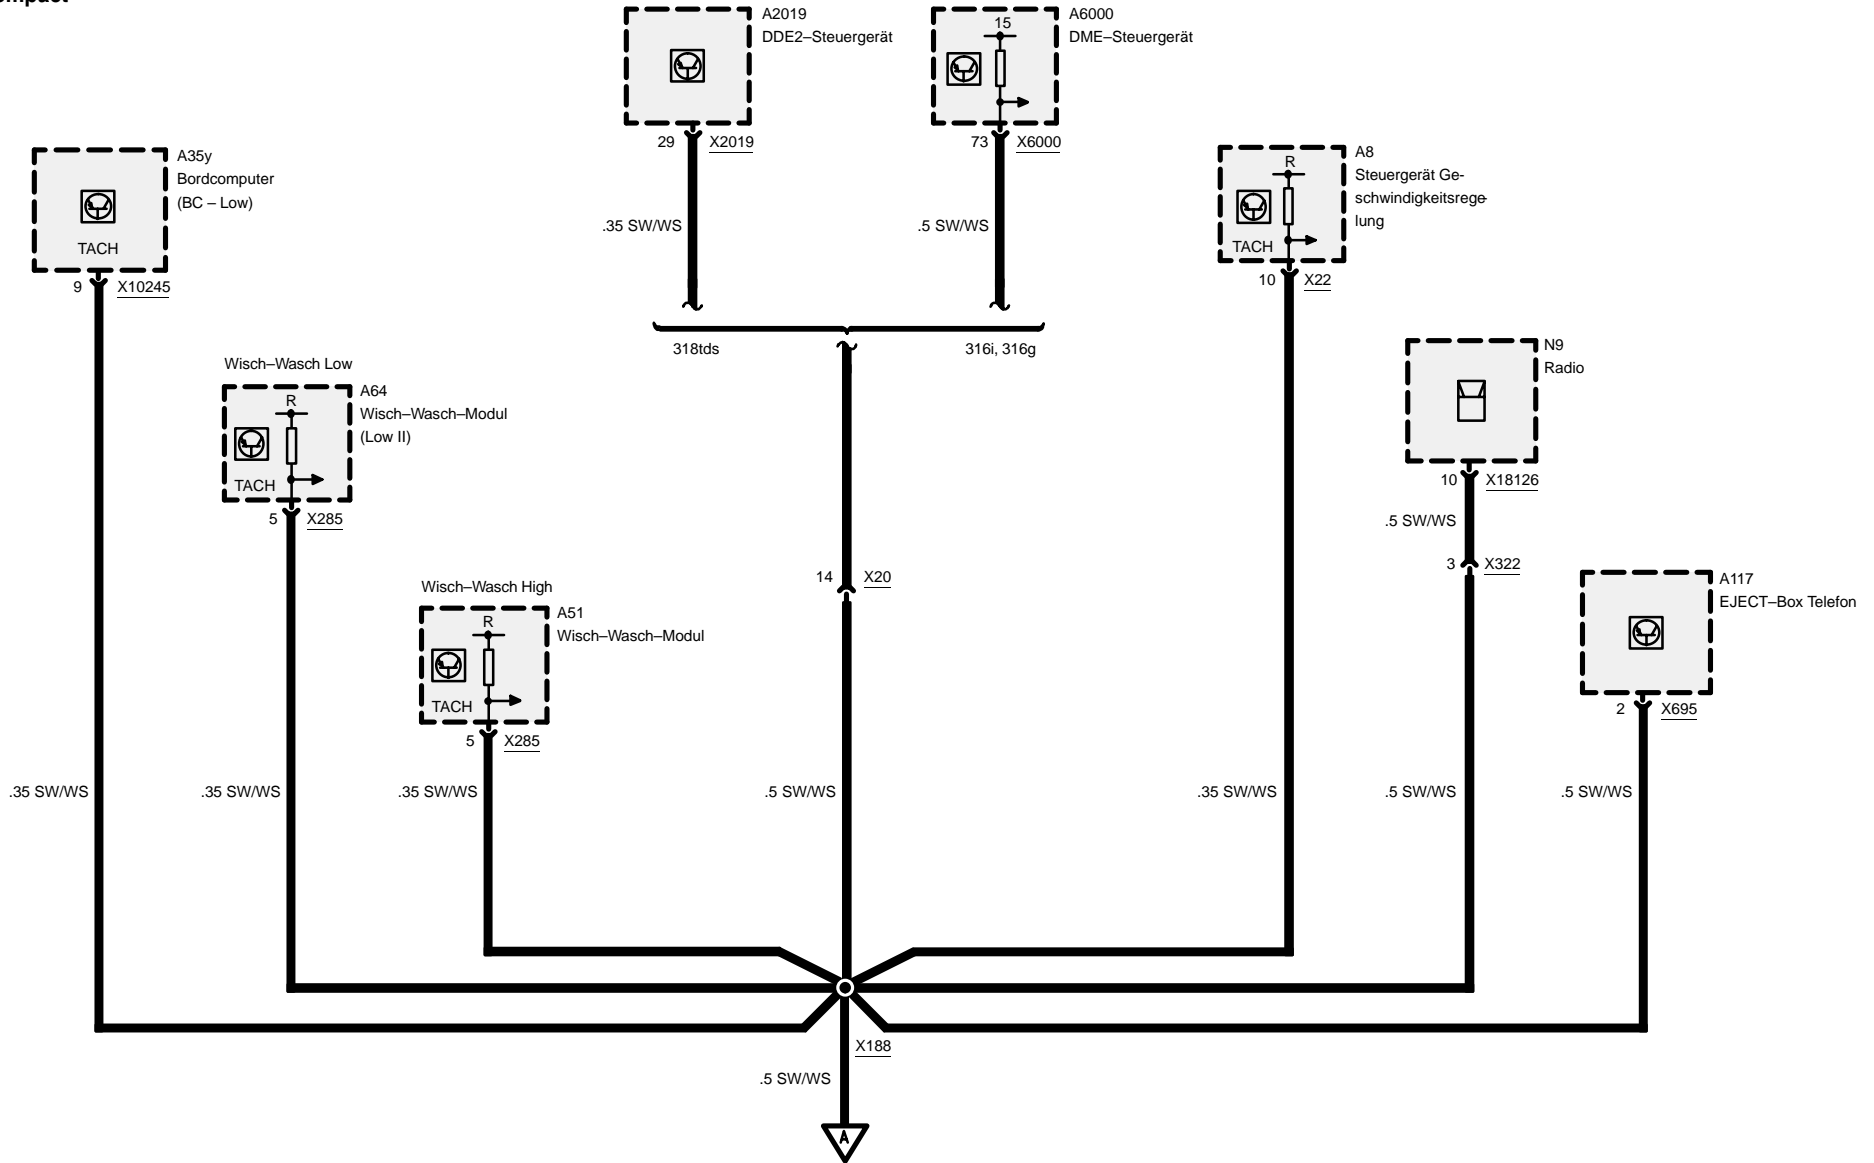 A2019
DDE2–Steuergerät
A6000
DME–Steuergerät
15
29 X2019
73 X6000
A35y
Bordcomputer
(BC – Low)
TACH
9 X10245
A8
Steuergerät Ge-
schwindigkeitsrege-
lung
R
TACH
10 X22
.35 SW/WS
.5 SW/WS
318tds
316i, 316g
Wisch–Wasch Low
A64
Wisch–Wasch–Modul
(Low II)
R
TACH
5 X285
N9
Radio
10 X18126
.5 SW/WS
3 X322
14 X20
Wisch–Wasch High
A51
Wisch–Wasch–Modul
R
TACH
5 X285
A117
EJECT–Box Telefon
2 X695
.35 SW/WS
.35 SW/WS
.35 SW/WS
.5 SW/WS
.35 SW/WS
.5 SW/WS
.5 SW/WS
X188
.5 SW/WS
A